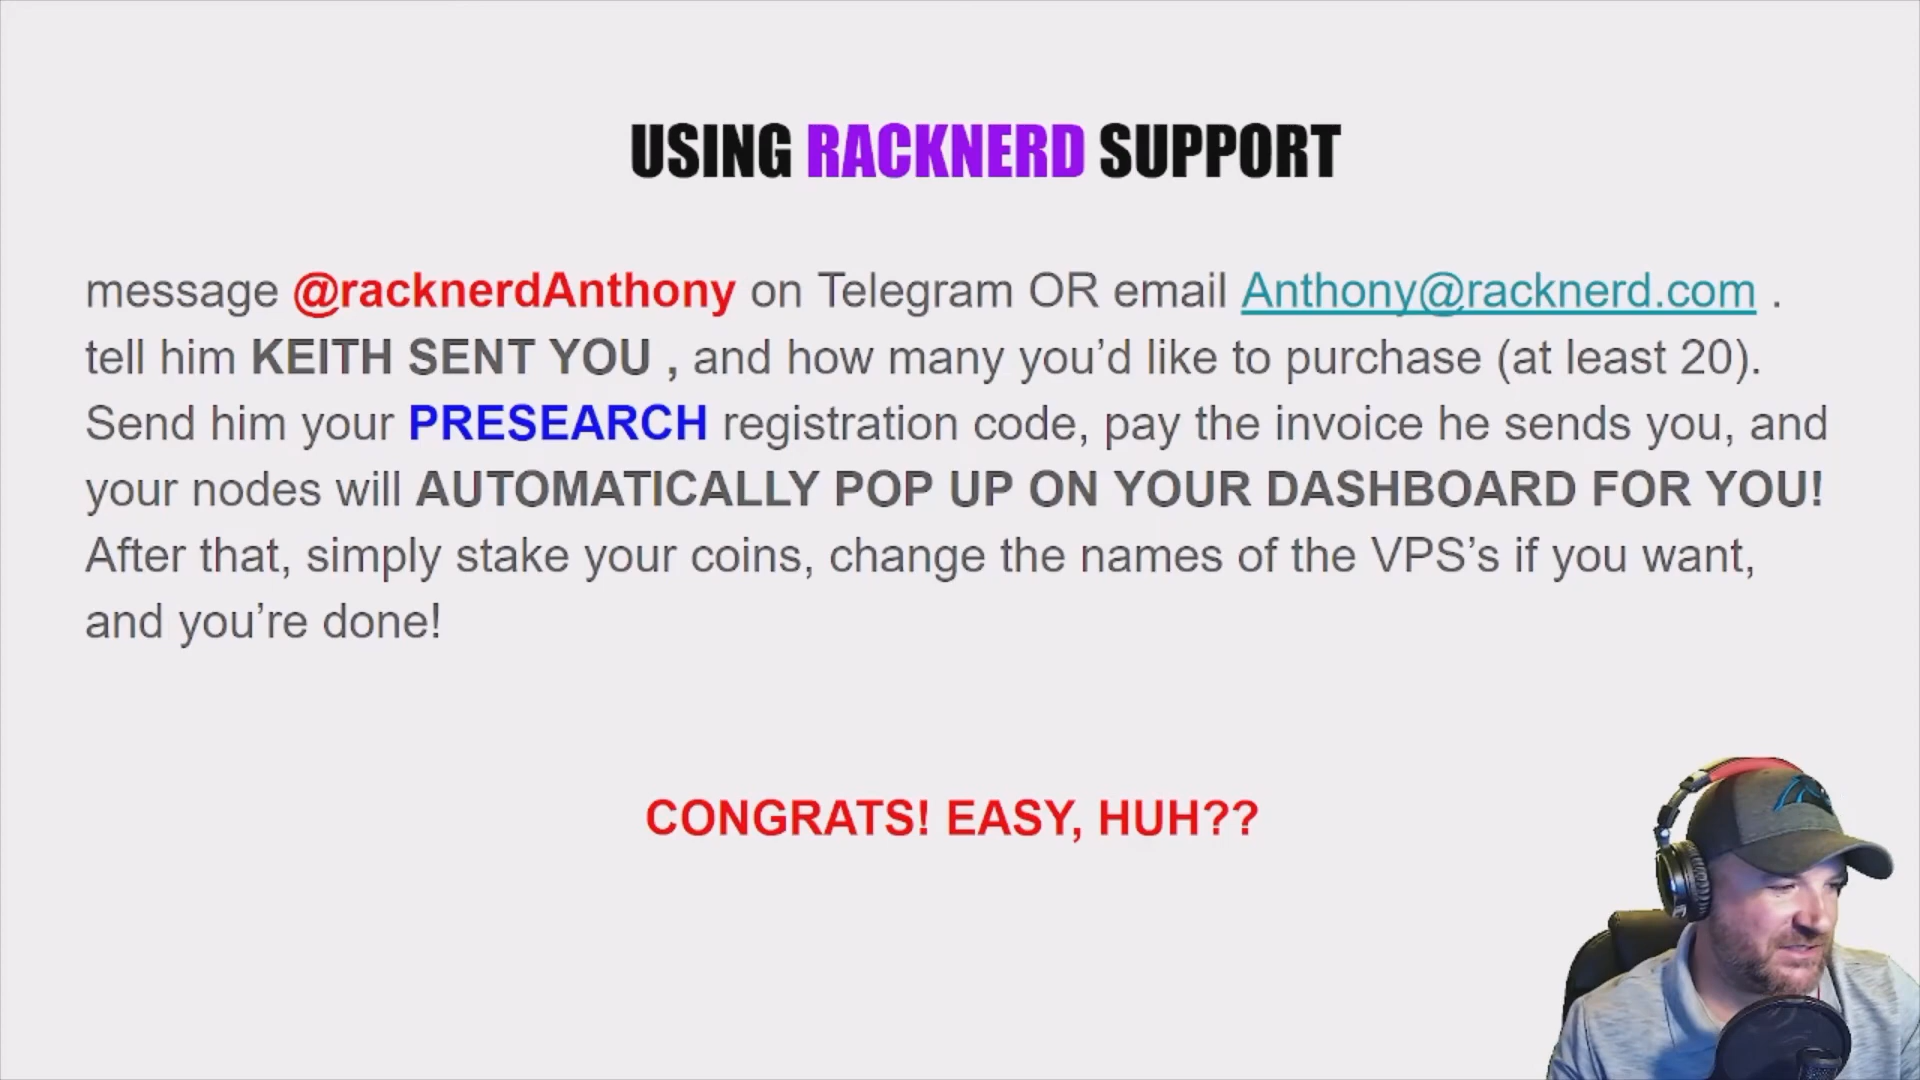 USING RACKNERD SUPPORT
message @racknerdAnthony on Telegram OR email Anthony@racknerd.com .
tell him KEITH SENT YOU , and how many you’d like to purchase (at least 20).
Send him your PRESEARCH registration code, pay the invoice he sends you, and
your nodes will AUTOMATICALLY POP UP ON YOUR DASHBOARD FOR YOU!
After that, simply stake your coins, change the names of the VPS’s if you want,
and you’re done!
CONGRATS! EASY, HUH??